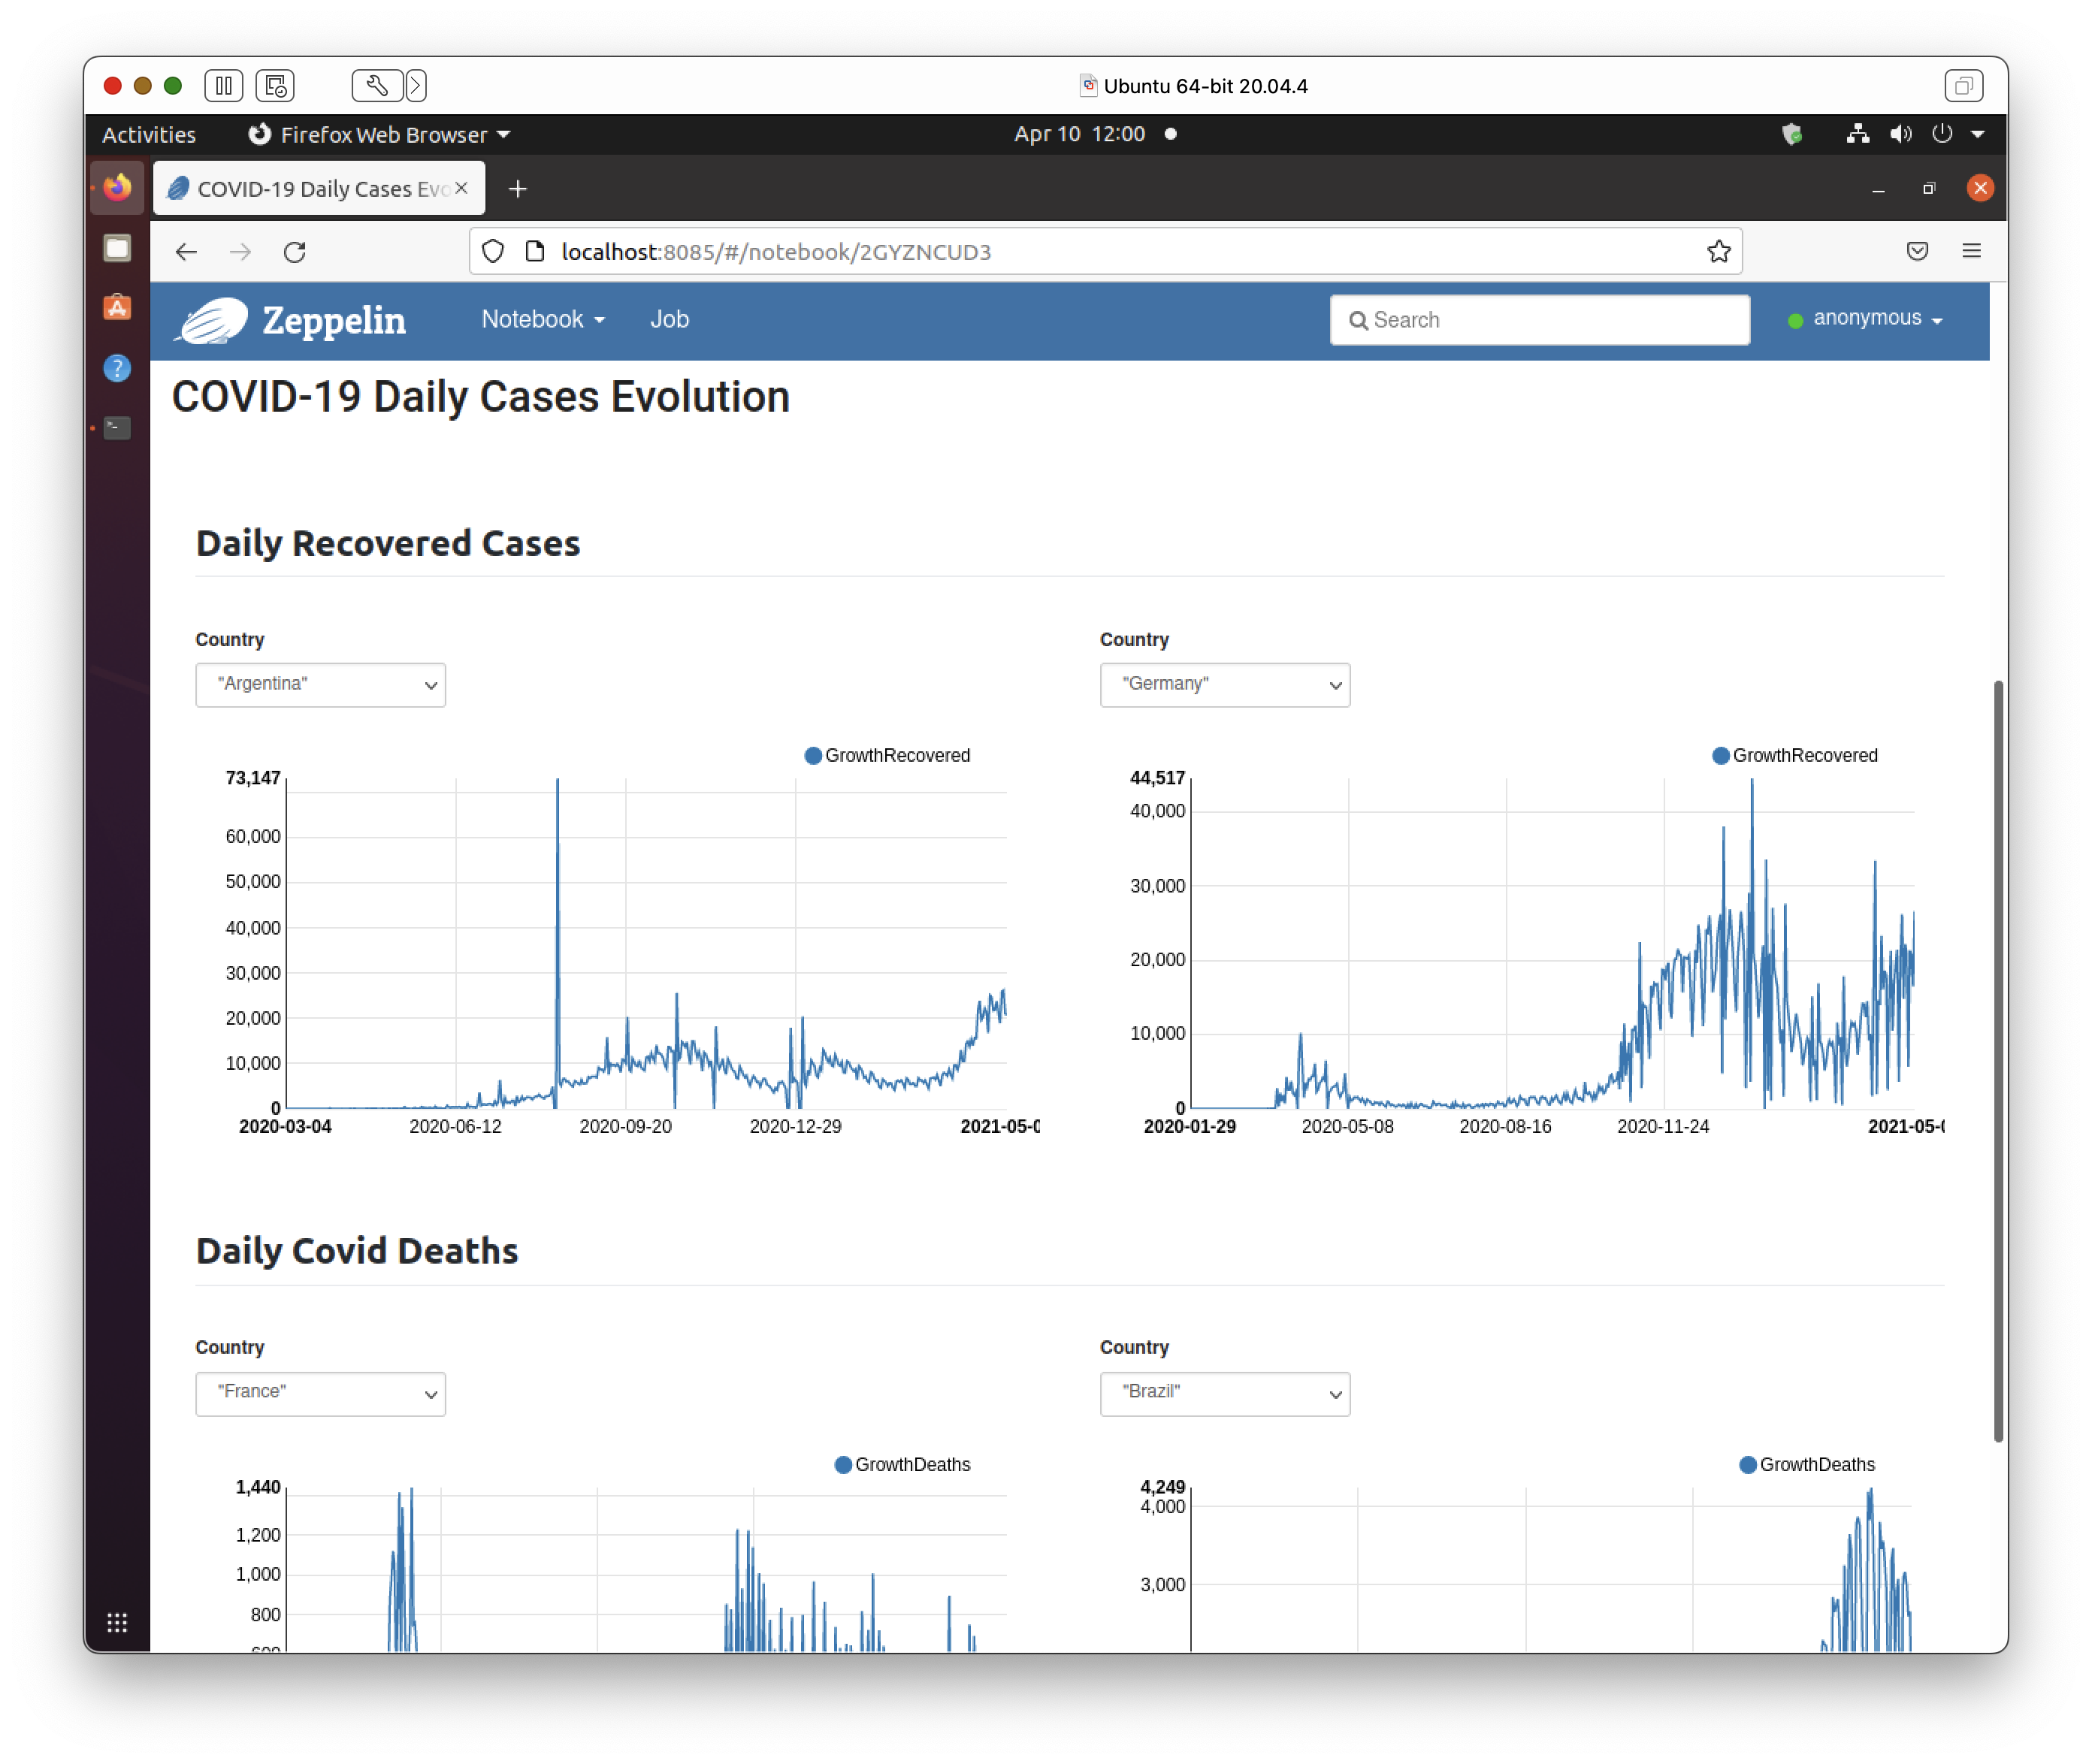 Ubuntu 64-bit 20.04.4
Activities
Firefox Web Browser
Apr 10 12:00
COVID-19 Daily Cases Evo
localhost:8085/#/notebook/2GYZNCUD3
Zeppelin
Notebook
Job
Search
anonymous
COVID-19 Daily Cases Evolution
Daily Recovered Cases
Country
"Argentina"
GrowthRecovered
73,147
60,000
50,000
40,000
30,000
20,000
10,000
0
2020-03-04
2020-06-12
2020-09-20
2020-12-29
2021-05-0
Country
"Germany"
GrowthRecovered
44,517
40,000
30,000
20,000
10,000
0
2020-01-29
2020-05-08
2020-08-16
2020-11-24
2021-05-0
Daily Covid Deaths
Country
"France"
GrowthDeaths
1,440
1,200
1,000
800
Country
"Brazil"
GrowthDeaths
4,249
4,000
3,000